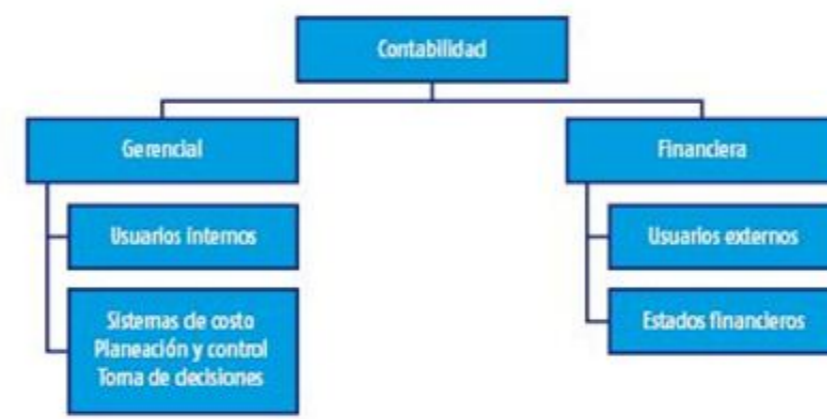 Contabilidad
Gerencial
Usuarios internos
Sistemas de costo
Planeación y control
Toma de decisiones
Financiera
Usuarios externos
Estados financieros